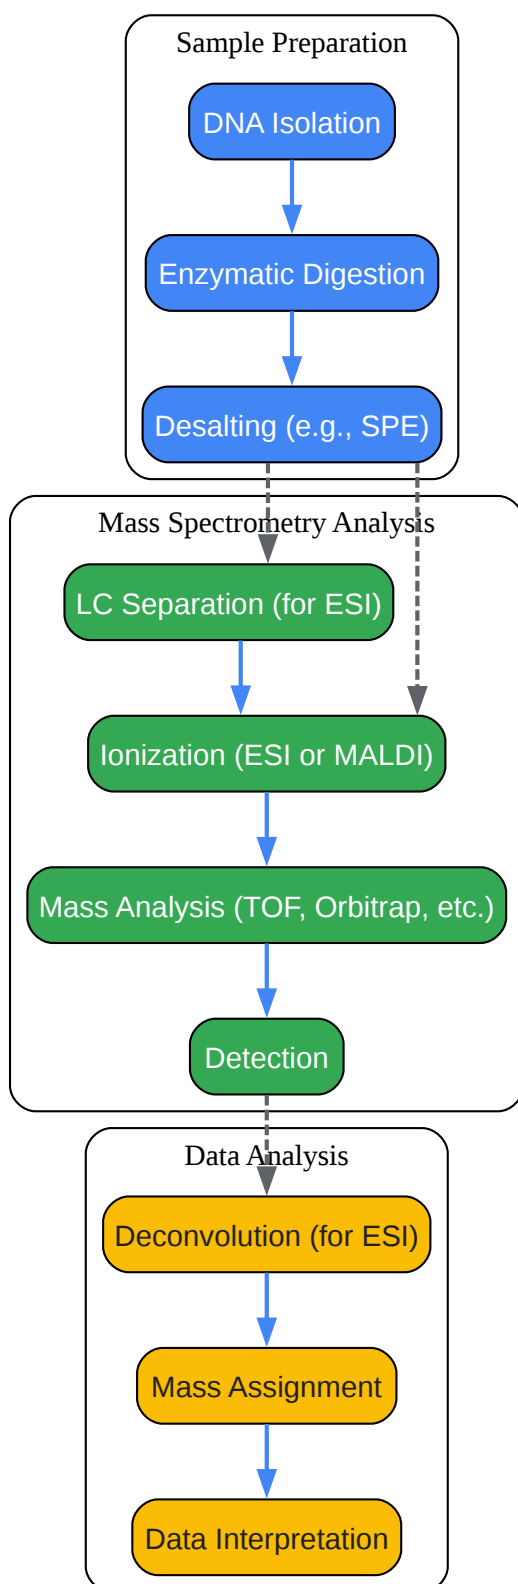 Sample Preparation
DNA Isolation
Enzymatic Digestion
Desalting (e.g., SPE)
Mass Spectrometry Analysis
LC Separation (for ESI)
Ionization (ESI or MALDI)
Mass Analysis (TOF, Orbitrap, etc.)
Detection
Data Analysis
Deconvolution (for ESI)
Mass Assignment
Data Interpretation